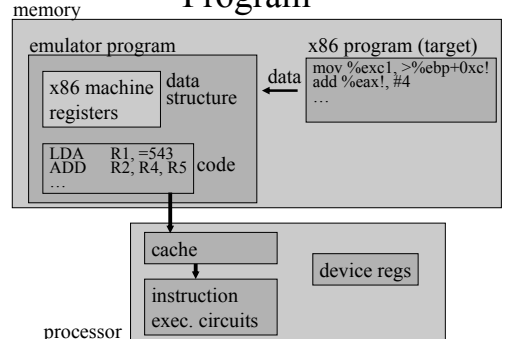 Program
memory
emulator program
x86 machine
registers
data
structure
LDA R1, =543
ADD R2, R4, R5
…
code
data
x86 program (target)
mov %exc1, >%ebp+0xc!
add %eax!, #4
…
cache
instruction
exec. circuits
device regs
processor